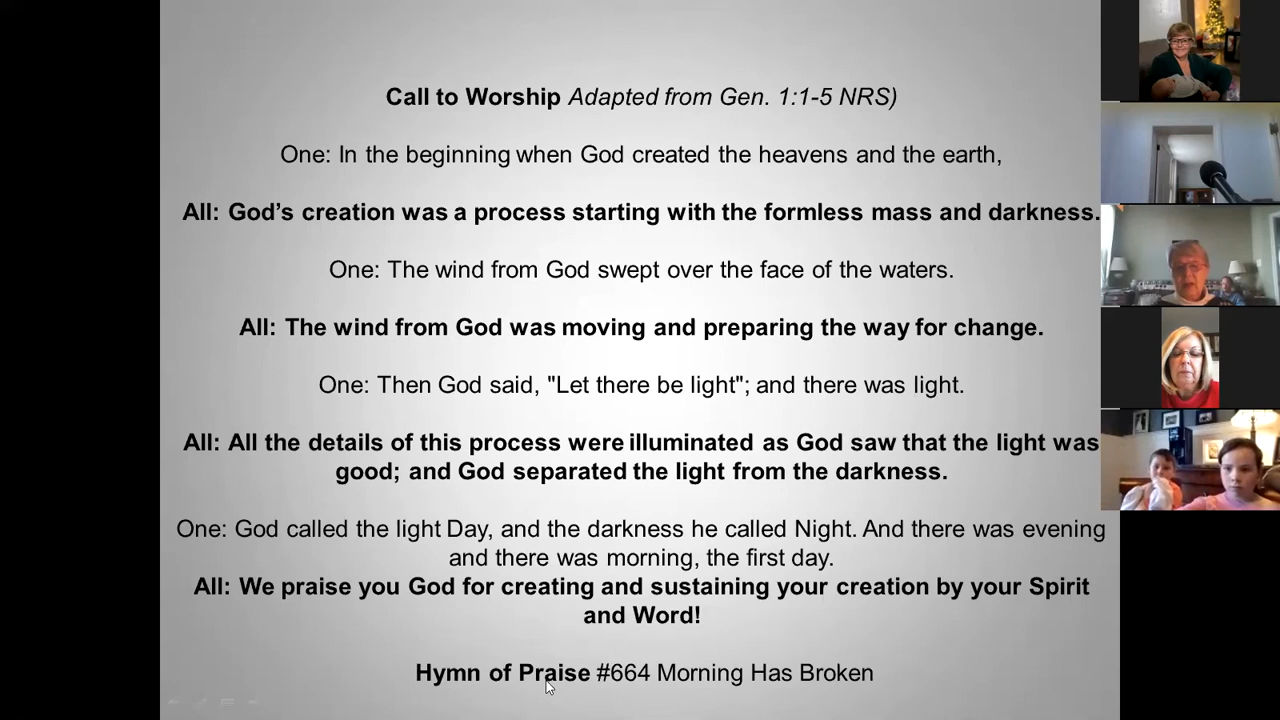 Call to Worship Adapted from Gen. 1:1-5 NRS)
One: In the beginning when God created the heavens and the earth,
All: God’s creation was a process starting with the formless mass and darkness.
One: The wind from God swept over the face of the waters.
All: The wind from God was moving and preparing the way for change.
One: Then God said, "Let there be light"; and there was light.
All: All the details of this process were illuminated as God saw that the light was
good; and God separated the light from the darkness.
One: God called the light Day, and the darkness he called Night. And there was evening
and there was morning, the first day.
All: We praise you God for creating and sustaining your creation by your Spirit
and Word!
Hymn of Praise #664 Morning Has Broken